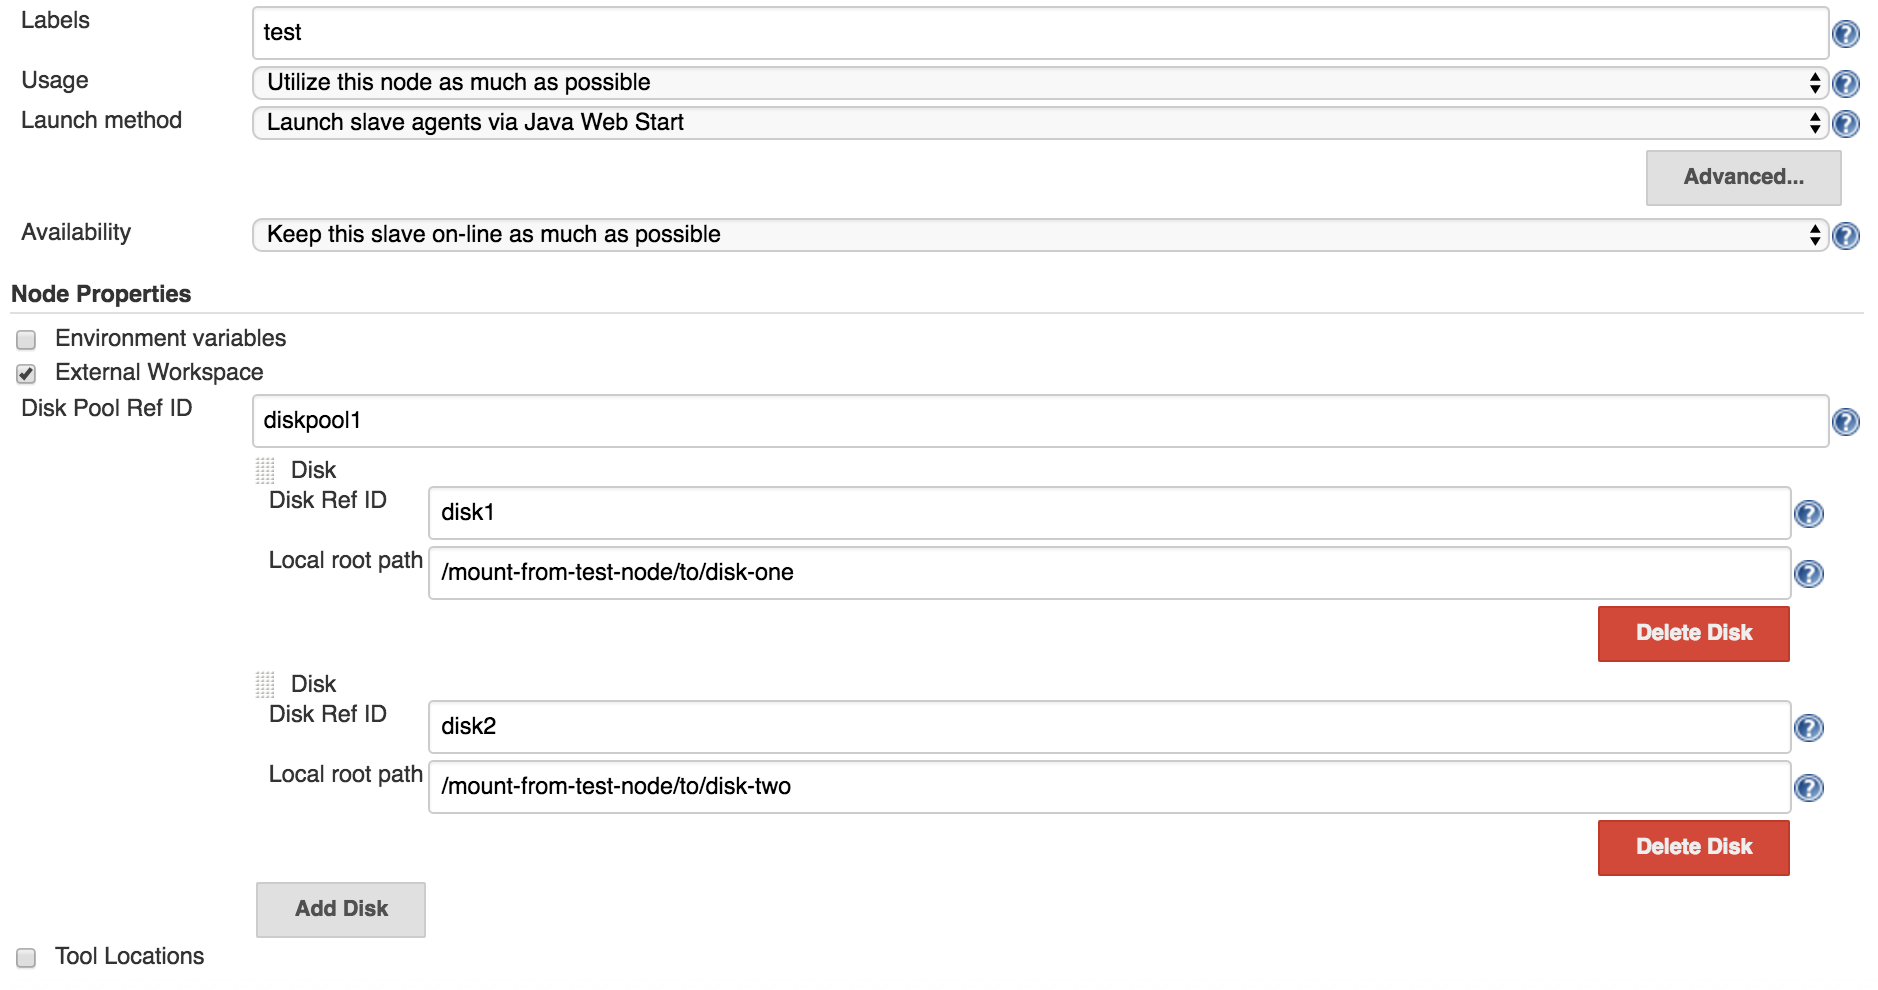 Labels
test
Usage
Utilize this node as much as possible
Launch method
Launch slave agents via Java Web Start
Advanced...
Availability
Keep this slave on-line as much as possible
Node Properties
Environment variables
External Workspace
Disk Pool Ref ID
diskpool1
Disk
Disk Ref ID
disk1
Local root path
/mount-from-test-node/to/disk-one
Delete Disk
Disk
Disk Ref ID
disk2
Local root path
/mount-from-test-node/to/disk-two
Delete Disk
Add Disk
Tool Locations